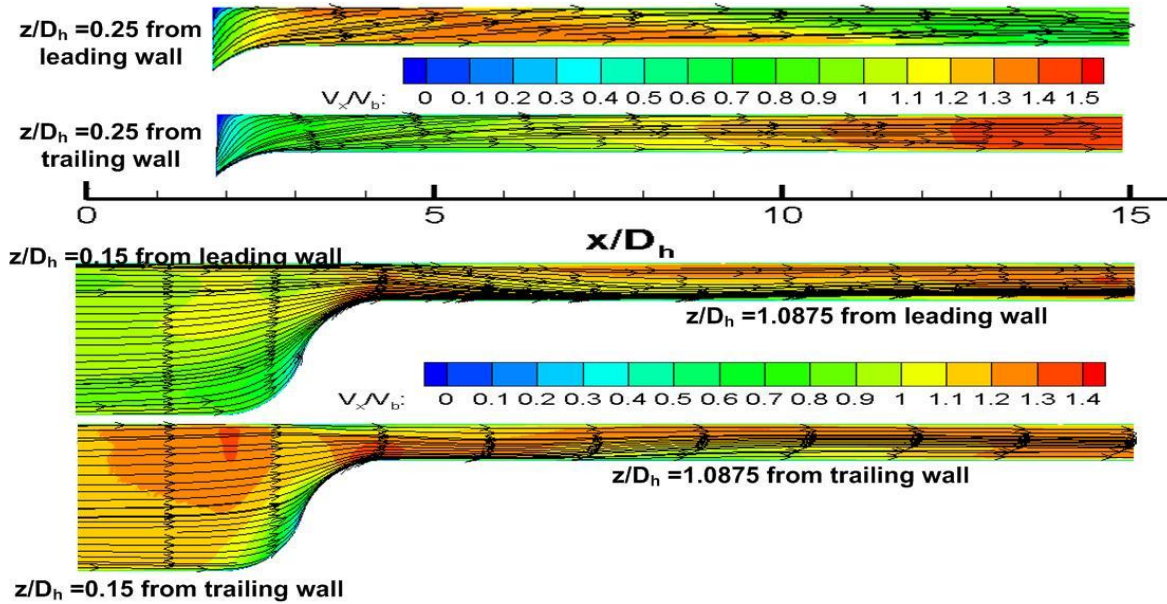 z/Dh =0.25 from
leading wall
Vx/Vb: 0 0.1 0.2 0.3 0.4 0.5 0.6 0.7 0.8 0.9 1 1.1 1.2 1.3 1.4 1.5
z/Dh =0.25 from
trailing wall
0 5 10 15
x/Dh
z/Dh =0.15 from leading wall
z/Dh =1.0875 from leading wall
Vx/Vb: 0 0.1 0.2 0.3 0.4 0.5 0.6 0.7 0.8 0.9 1 1.1 1.2 1.3 1.4
z/Dh =1.0875 from trailing wall
z/Dh =0.15 from trailing wall